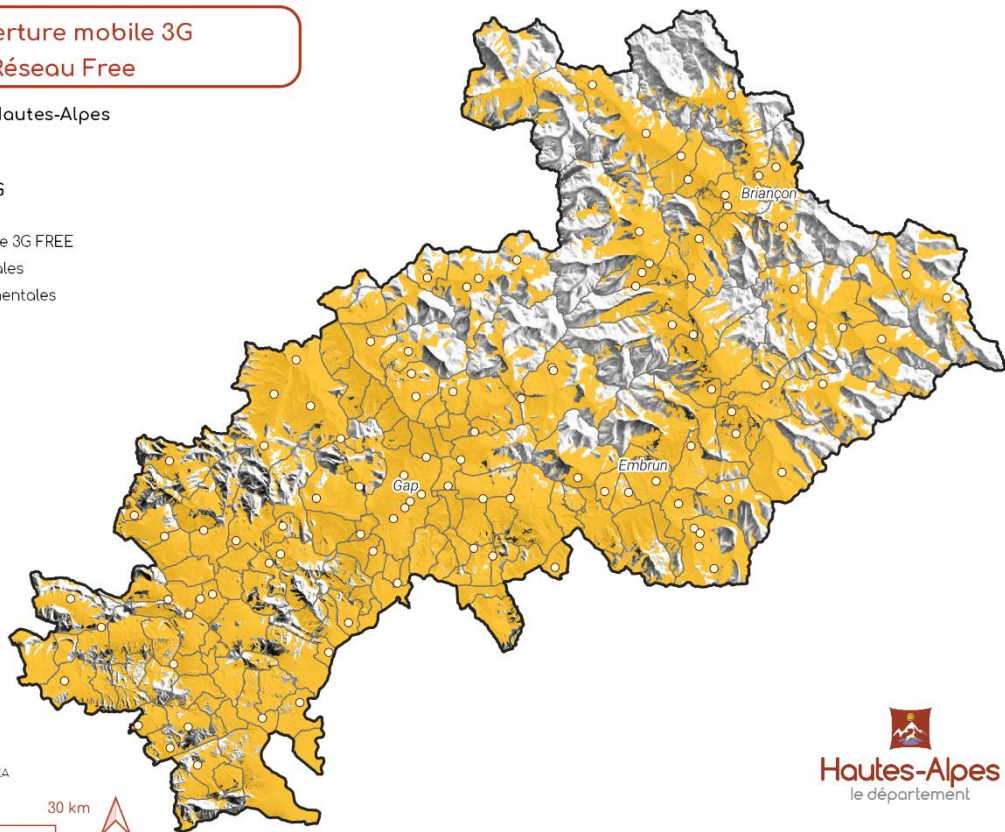 erture mobile 3G
Réseau Free
Hautes-Alpes
G
e 3G FREE
ales
mentales
Briançon
Embrun
Gap
30 km
Hautes-Alpes
le département